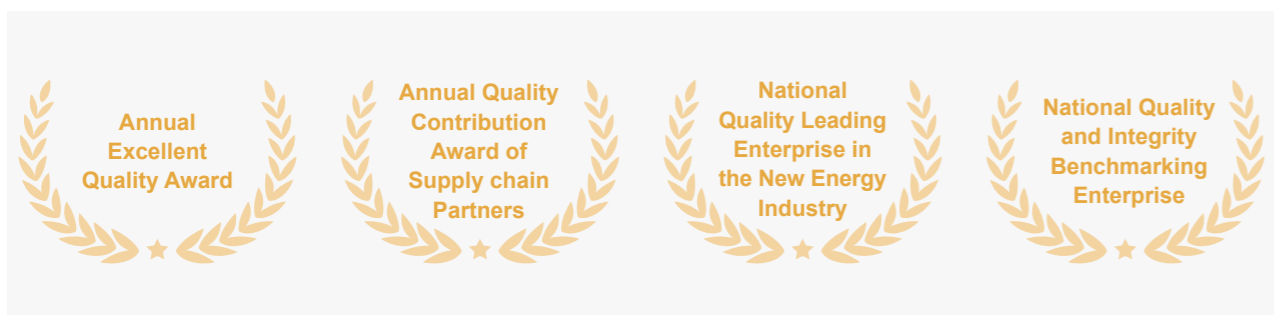 Annual
Excellent
Quality Award
Annual Quality
Contribution
Award of
Supply chain
Partners
National
Quality Leading
Enterprise in
the New Energy
Industry
National Quality
and Integrity
Benchmarking
Enterprise